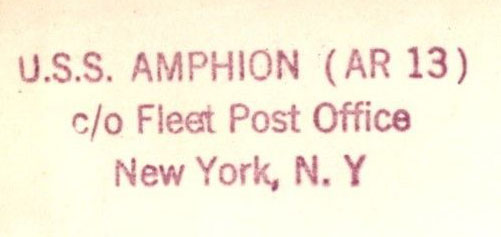 U.S.S. AMPHION (AR 13)
c/o Fleet Post Office
New York, N. Y